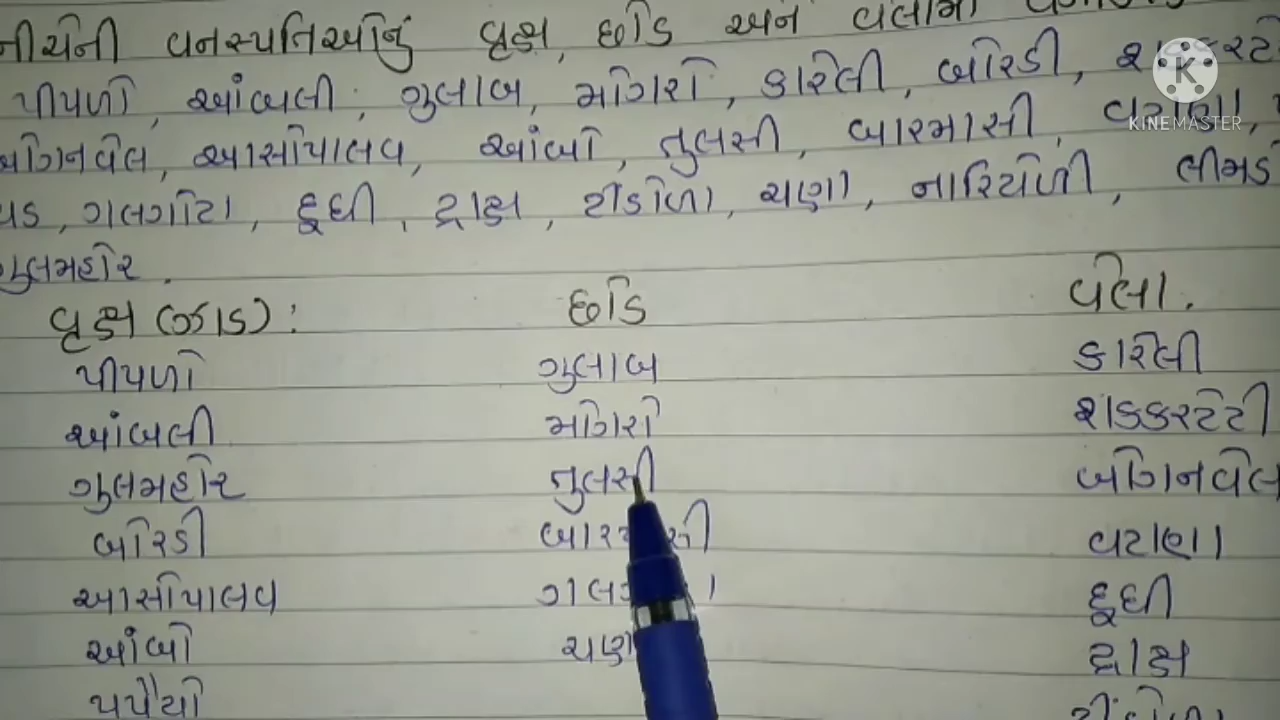 નીચેની વનસ્પતિઓનું વૃક્ષ, છોડ અને વેલામાં
પીપળો, આંબલી, ગુલાબ, મોગરો, કારેલી, બોરડી,
બોગનવેલ, આસોપાલવ, આંબો, તુલસી, બારમાસી, વટાણા,
વડ, ગલગોટા, દૂધી, દ્રાક્ષ, ટીંડોળા, ચણા, નારિયેળી, લીમડો
ગુલમહોર.
વૃક્ષ (ઝાડ): છોડ વેલા.
પીપળો ગુલાબ કારેલી
આંબલી મોગરો શક્કરટેટી
ગુલમહોર તુલસી બોગનવેલ
બોરડી વટાણા
આસોપાલવ દૂધી
આંબો દ્રાક્ષ
પપૈયો
KINEMASTER